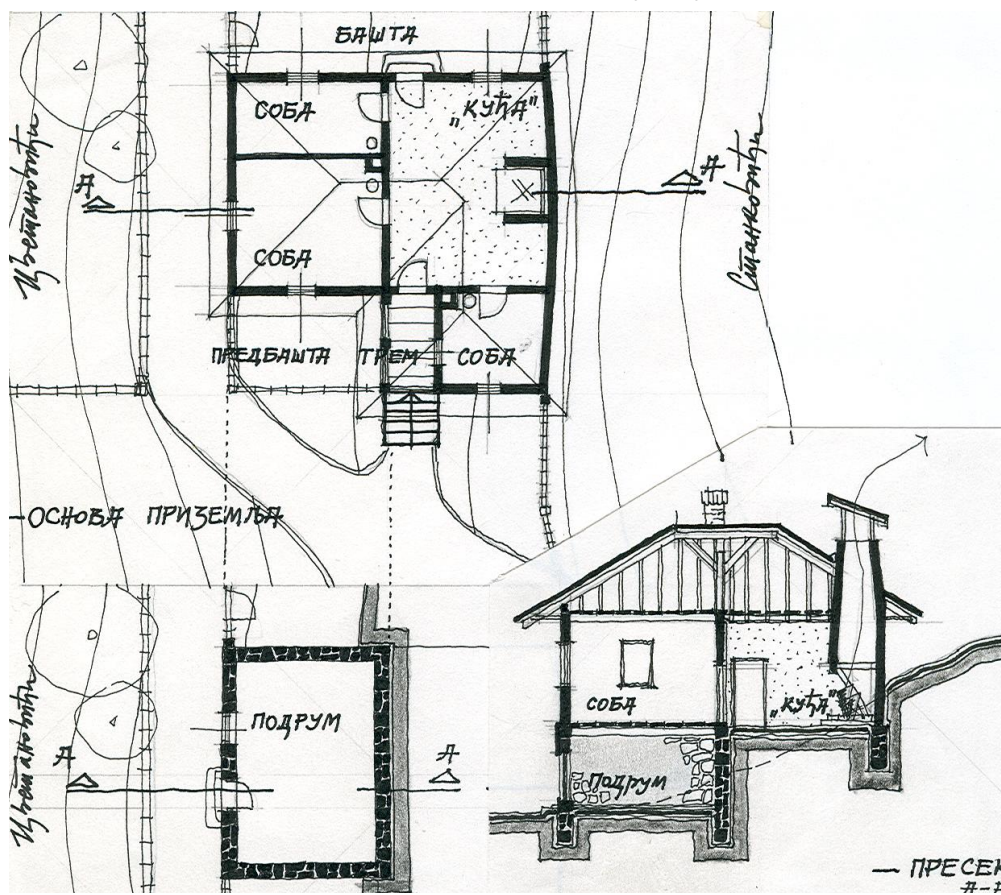 БАШТА
СОБА
„КУЋА"
А
А
СОБА
ПРЕДБАШТА
ТРЕМ
СОБА
—ОСНОВА ПРИЗЕМЉА
ПОДРУМ
А
А
СОБА
„КУЋА"
Подрум
— ПРЕСЕК
А-А